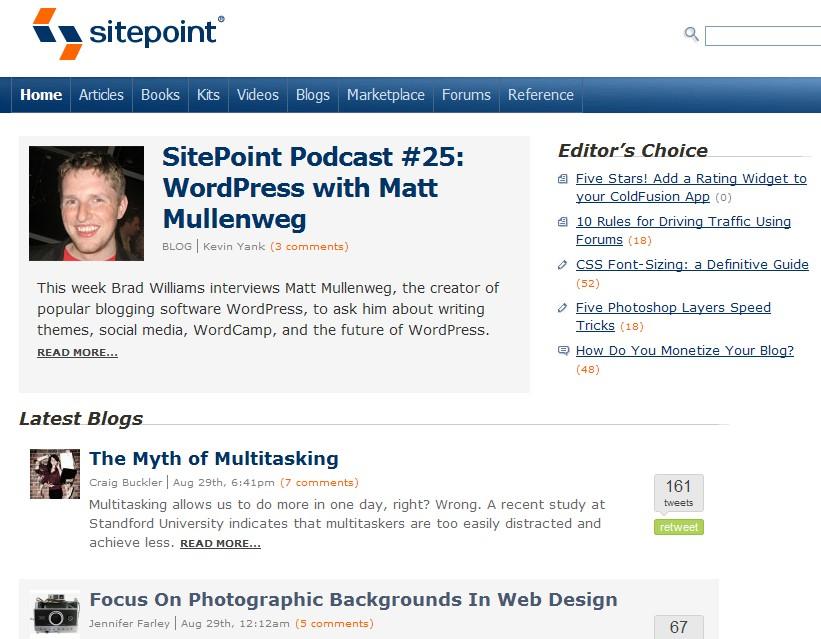 sitepoint®
Home Articles Books Kits Videos Blogs Marketplace Forums Reference
SitePoint Podcast #25:
WordPress with Matt
Mullenweg
BLOG | Kevin Yank (3 comments)
This week Brad Williams interviews Matt Mullenweg, the creator of
popular blogging software WordPress, to ask him about writing
themes, social media, WordCamp, and the future of WordPress.
READ MORE...
Editor's Choice
Five Stars! Add a Rating Widget to
your ColdFusion App (0)
10 Rules for Driving Traffic Using
Forums (18)
CSS Font-Sizing: a Definitive Guide
(52)
Five Photoshop Layers Speed
Tricks (18)
How Do You Monetize Your Blog?
(48)
Latest Blogs
The Myth of Multitasking
Craig Buckler | Aug 29th, 6:41pm (7 comments)
Multitasking allows us to do more in one day, right? Wrong. A recent study at
Standford University indicates that multitaskers are too easily distracted and
achieve less. READ MORE...
161
tweets
retweet
Focus On Photographic Backgrounds In Web Design
Jennifer Farley | Aug 29th, 12:12am (5 comments)
67